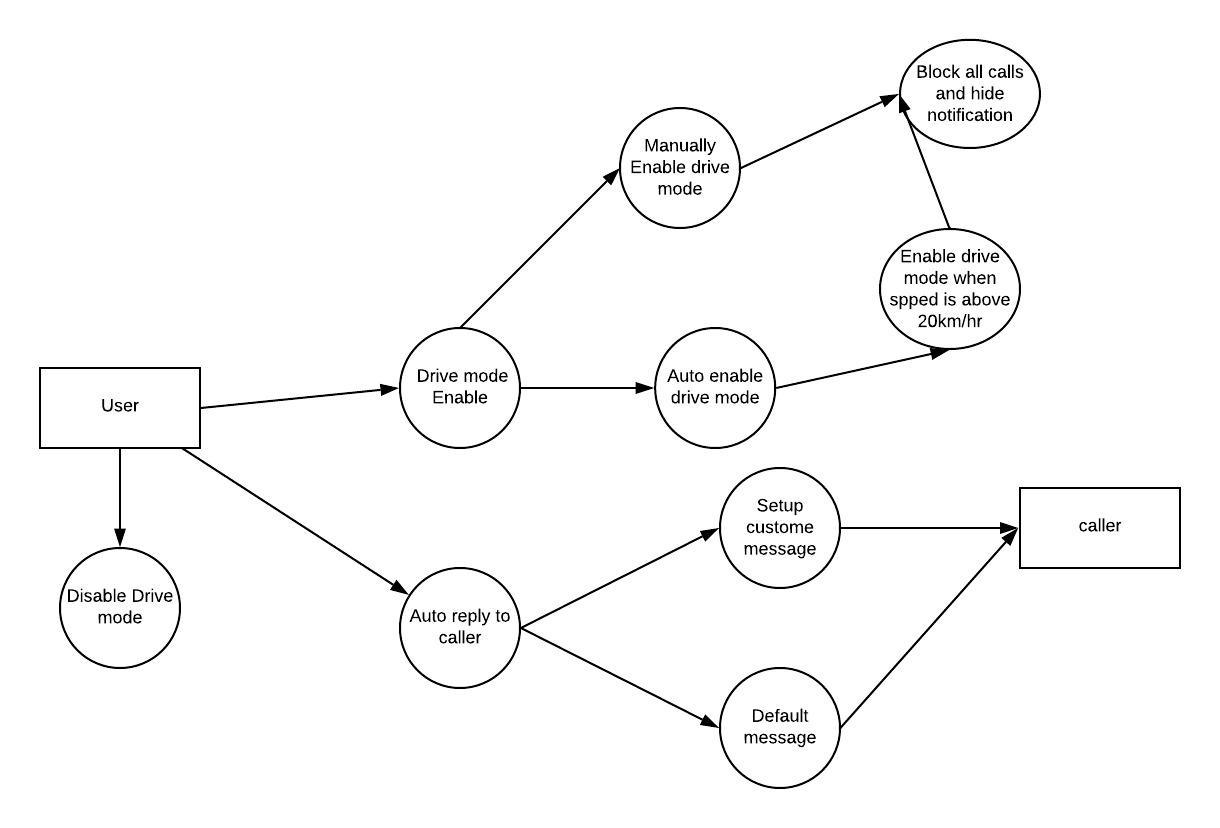 Block all calls
and hide
notification
Manually
Enable drive
mode
Enable drive
mode when
spped is above
20km/hr
Drive mode
Enable
Auto enable
drive mode
User
Setup
custome
message
caller
Disable Drive
mode
Auto reply to
caller
Default
message